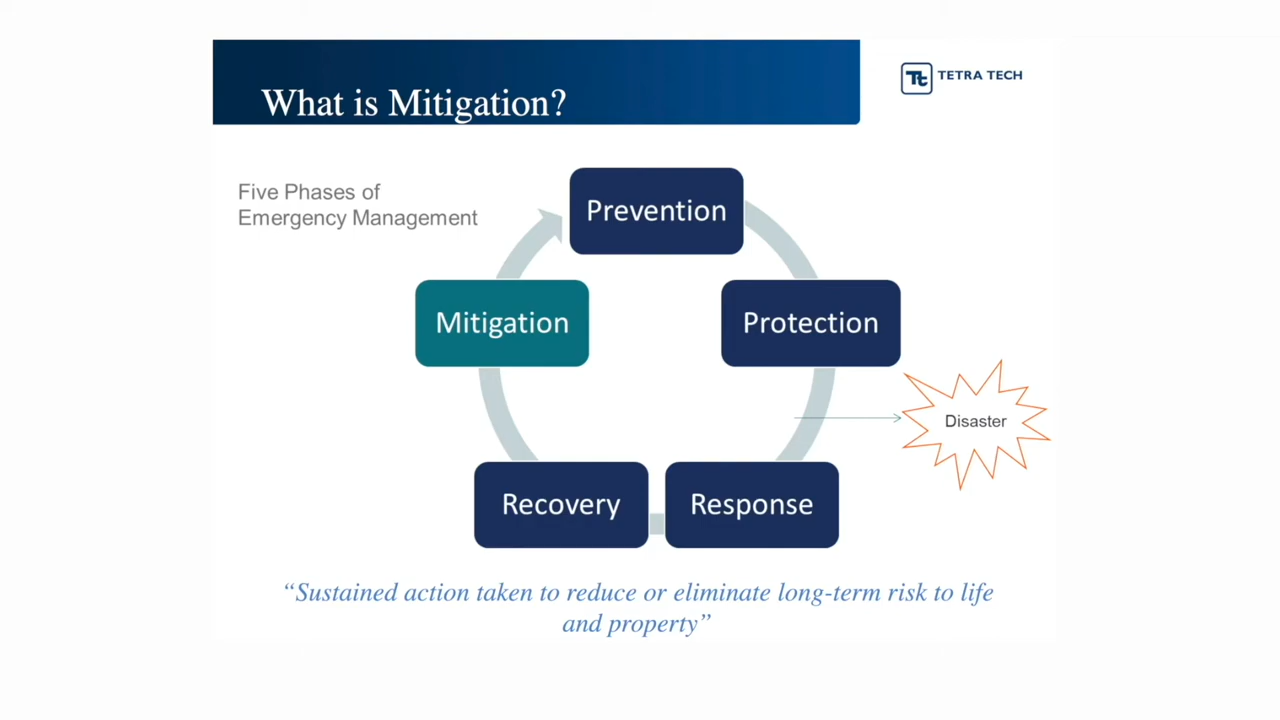 What is Mitigation?
Tt TETRA TECH
Five Phases of
Emergency Management
Prevention
Mitigation
Protection
Disaster
Recovery
Response
“Sustained action taken to reduce or eliminate long-term risk to life
and property”